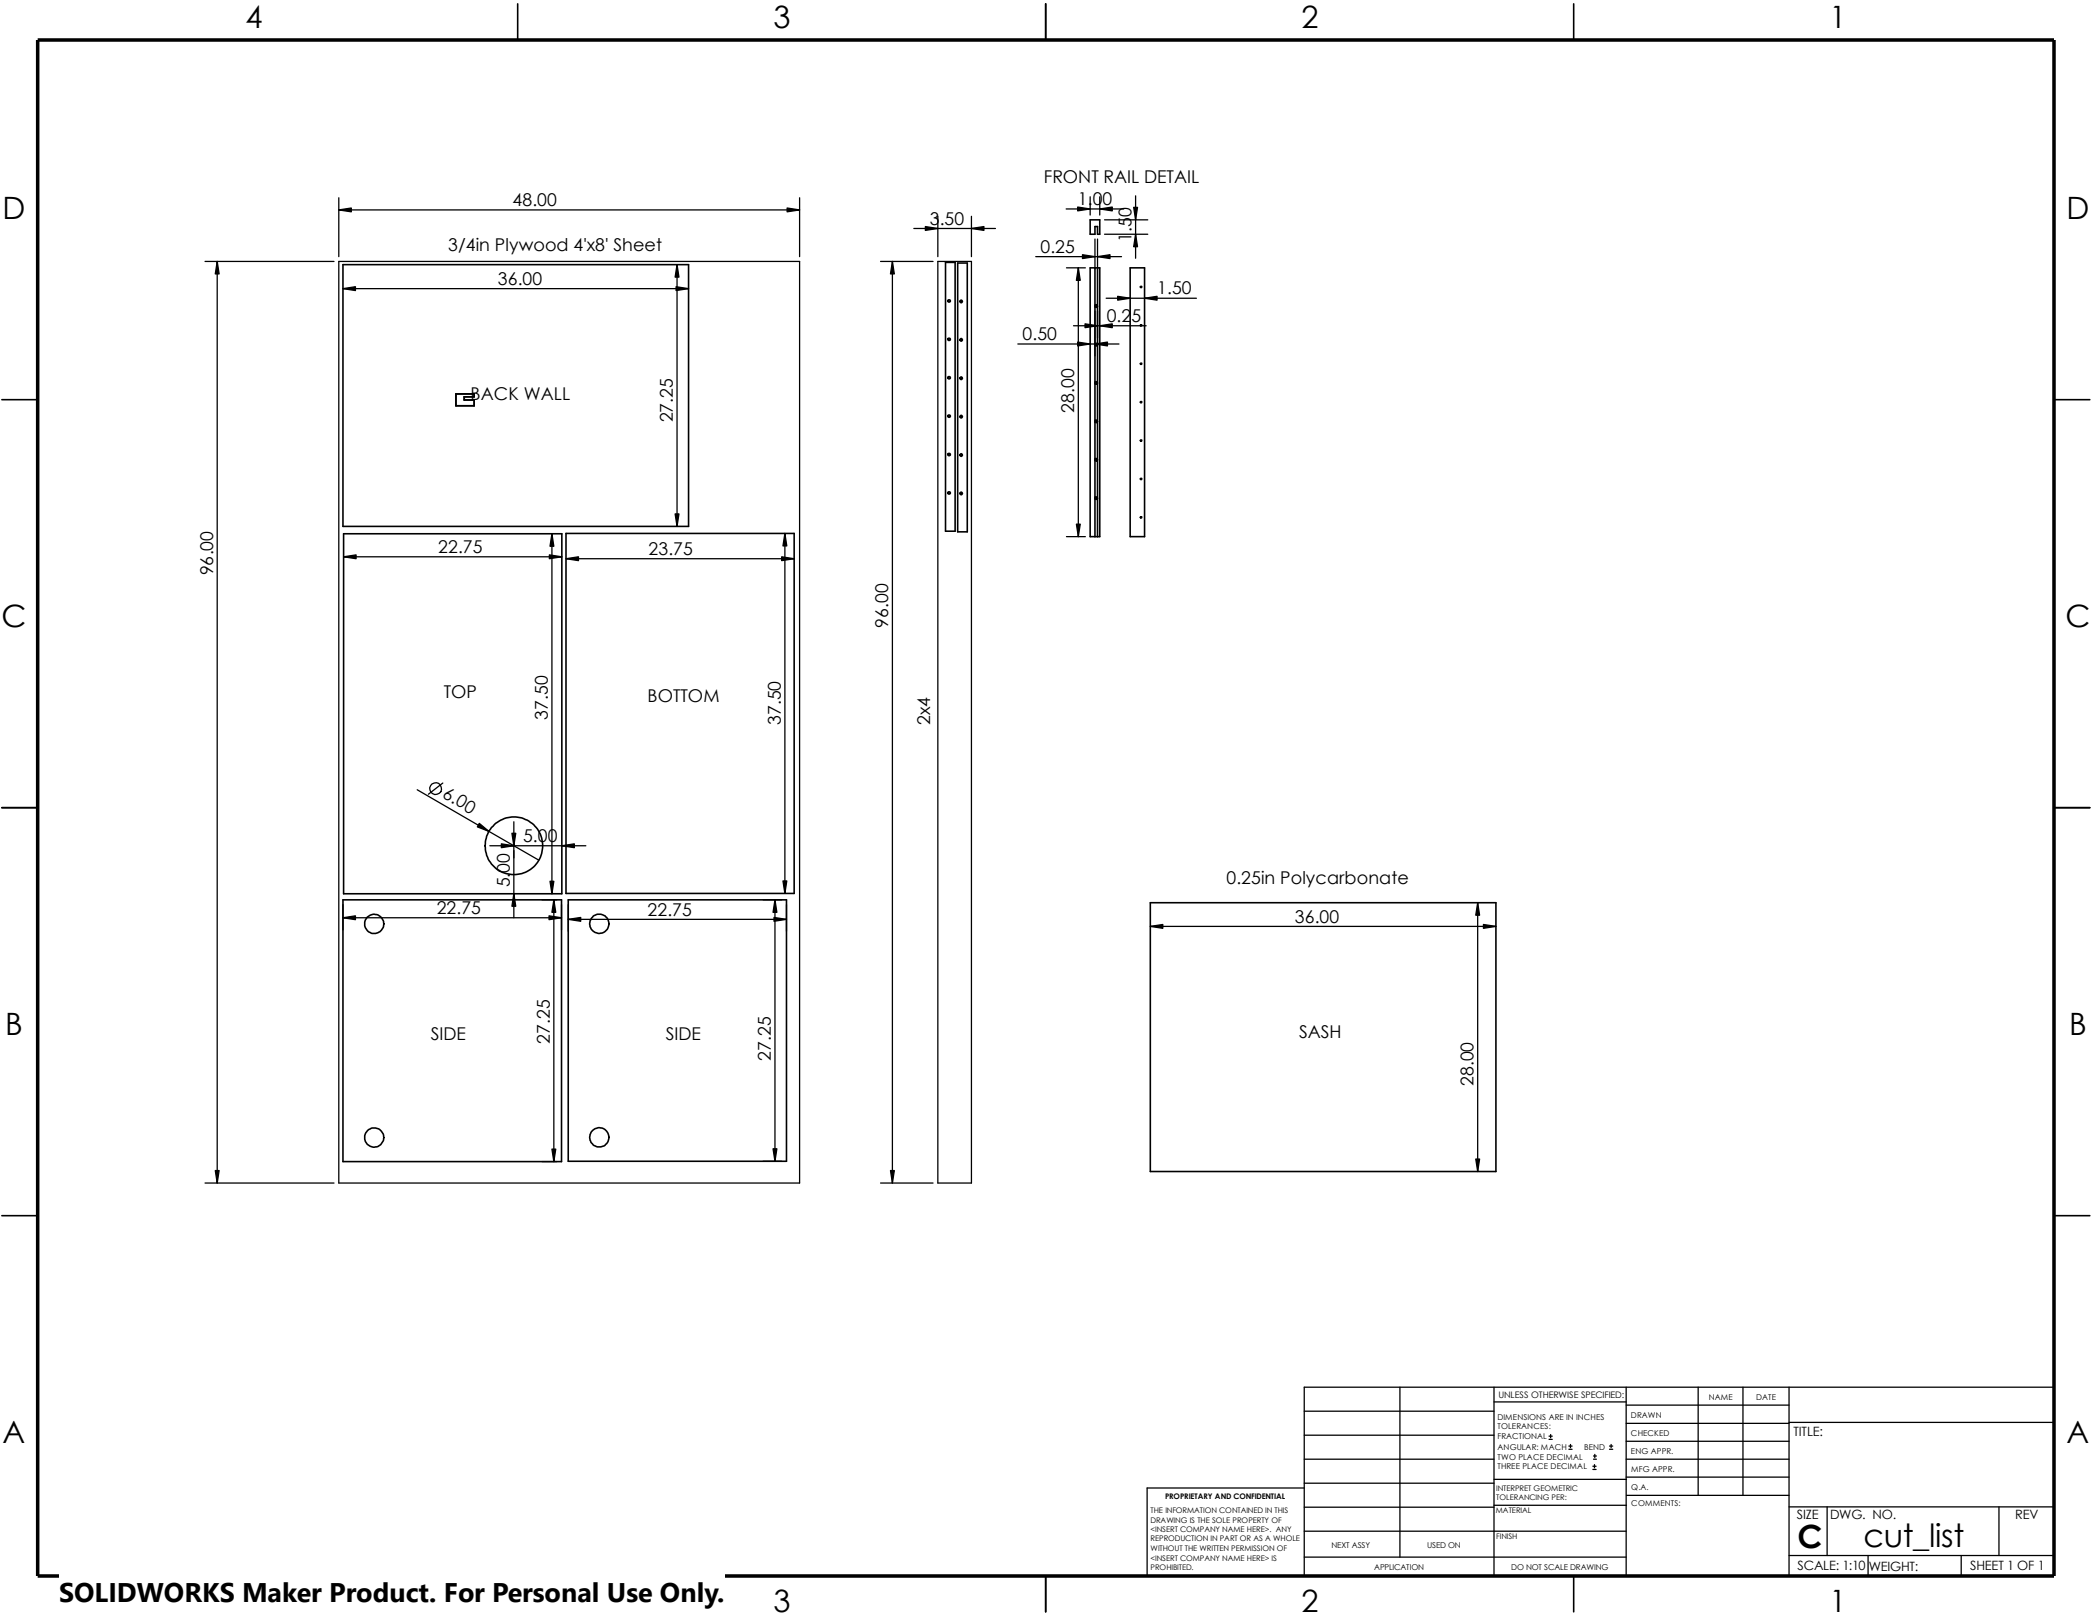 4 3 2 1
D D
C C
B B
A A
3 2 1
FRONT RAIL DETAIL
48.00
3/4in Plywood 4'x8' Sheet
36.00
BACK WALL
27.25
96.00
22.75
23.75
TOP
BOTTOM
37.50
37.50
Ø6.00
5.00
5.00
22.75
22.75
SIDE
SIDE
27.25
27.25
3.50
96.00
2x4
1.00
1.50
0.25
1.50
0.25
0.50
28.00
0.25in Polycarbonate
36.00
SASH
28.00
PROPRIETARY AND CONFIDENTIAL
THE INFORMATION CONTAINED IN THIS
DRAWING IS THE SOLE PROPERTY OF
<INSERT COMPANY NAME HERE>. ANY
REPRODUCTION IN PART OR AS A WHOLE
WITHOUT THE WRITTEN PERMISSION OF
<INSERT COMPANY NAME HERE> IS
PROHIBITED.
NEXT ASSY
USED ON
APPLICATION
UNLESS OTHERWISE SPECIFIED:
DIMENSIONS ARE IN INCHES
TOLERANCES:
FRACTIONAL ±
ANGULAR: MACH ± BEND ±
TWO PLACE DECIMAL ±
THREE PLACE DECIMAL ±
INTERPRET GEOMETRIC
TOLERANCING PER:
MATERIAL
FINISH
DO NOT SCALE DRAWING
NAME DATE
DRAWN
CHECKED
ENG APPR.
MFG APPR.
Q.A.
COMMENTS:
TITLE:
SIZE DWG. NO. REV
C cut_list
SCALE: 1:10 WEIGHT: SHEET 1 OF 1
SOLIDWORKS Maker Product. For Personal Use Only.